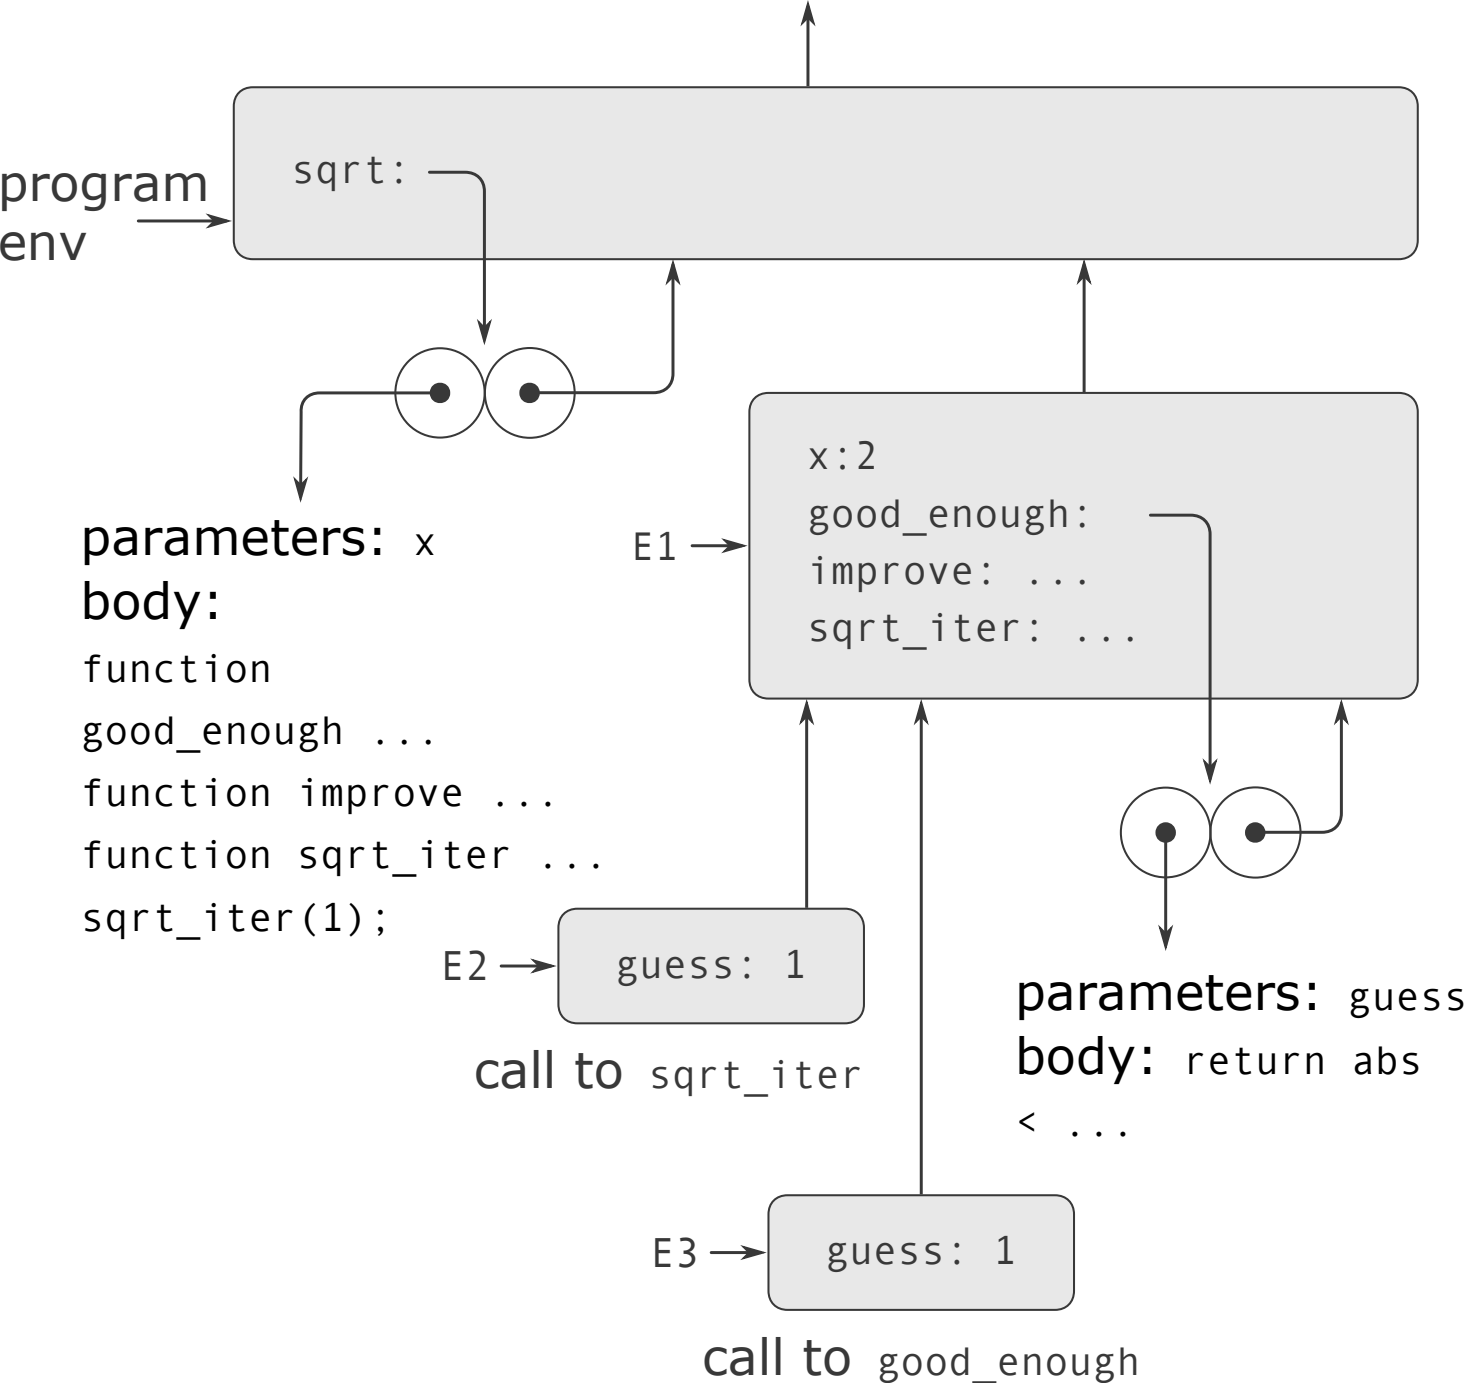 sqrt:
program
env
x:2
good_enough:
E1
improve: ...
sqrt_iter: ...
parameters: x
body:
function
good_enough ...
function improve ...
function sqrt_iter ...
sqrt_iter(1);
E2
guess: 1
call to sqrt_iter
parameters: guess
body: return abs
< ...
E3
guess: 1
call to good_enough